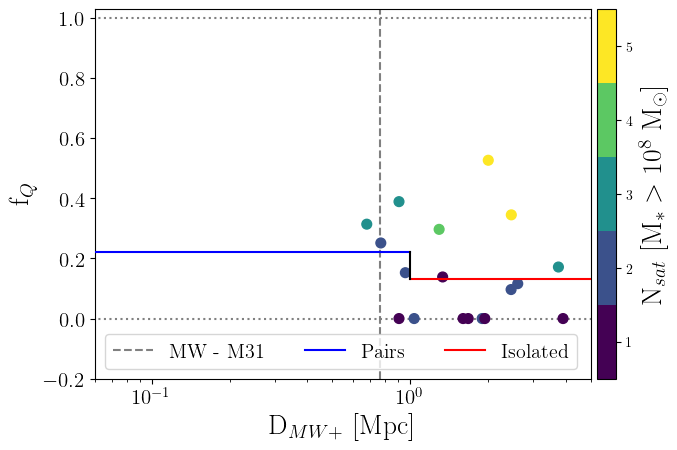 1.0
0.8
0.6
0.4
0.2
0.0
−0.2
f_Q
10^{-1}
10^0
D_{MW+} [Mpc]
MW - M31
Pairs
Isolated
5
4
3
2
1
N_{sat} [M_* > 10^8 M_⊙]